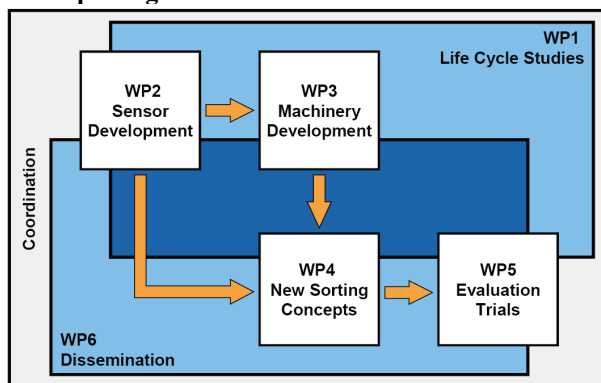 WP1
Life Cycle Studies
WP2
Sensor
Development
WP3
Machinery
Development
Coordination
WP4
New Sorting
Concepts
WP5
Evaluation
Trials
WP6
Dissemination